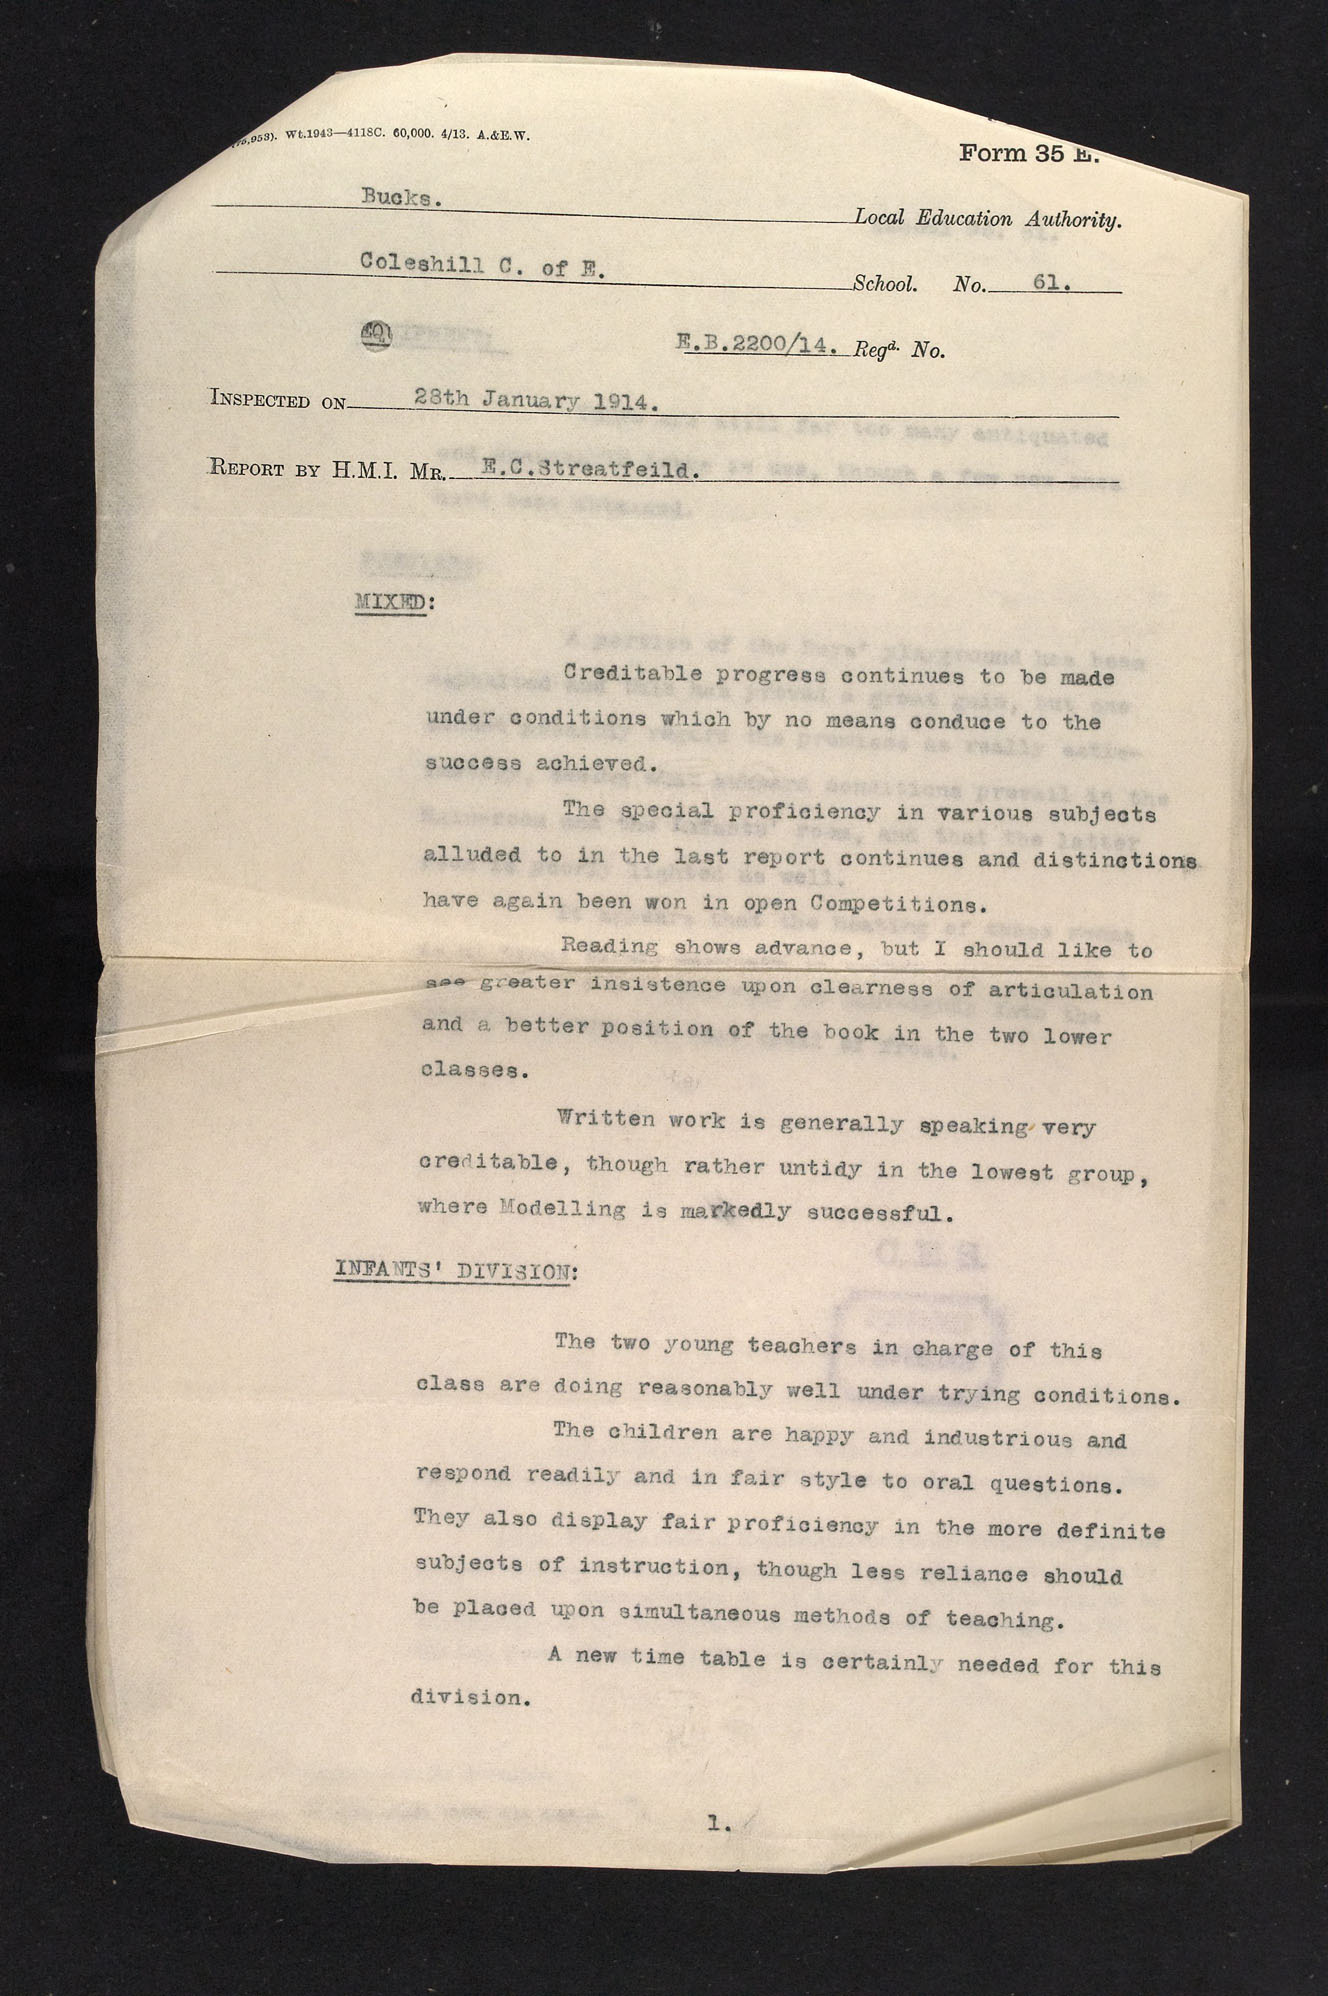 Wt.1943—4118C. 60,000. 4/13. A.&E.W.
Form 35 E.
Bucks.
Local Education Authority.
Coleshill C. of E.
School. No. 61.
E.B.2200/14. Regd. No.
INSPECTED ON 28th January 1914.
REPORT BY H.M.I. MR. E.C.Streatfeild.
MIXED:
Creditable progress continues to be made
under conditions which by no means conduce to the
success achieved.
The special proficiency in various subjects
alluded to in the last report continues and distinctions
have again been won in open Competitions.
Reading shows advance, but I should like to
see greater insistence upon clearness of articulation
and a better position of the book in the two lower
classes.
Written work is generally speaking very
creditable, though rather untidy in the lowest group,
where Modelling is markedly successful.
INFANTS' DIVISION:
The two young teachers in charge of this
class are doing reasonably well under trying conditions.
The children are happy and industrious and
respond readily and in fair style to oral questions.
They also display fair proficiency in the more definite
subjects of instruction, though less reliance should
be placed upon simultaneous methods of teaching.
A new time table is certainly needed for this
division.
1.